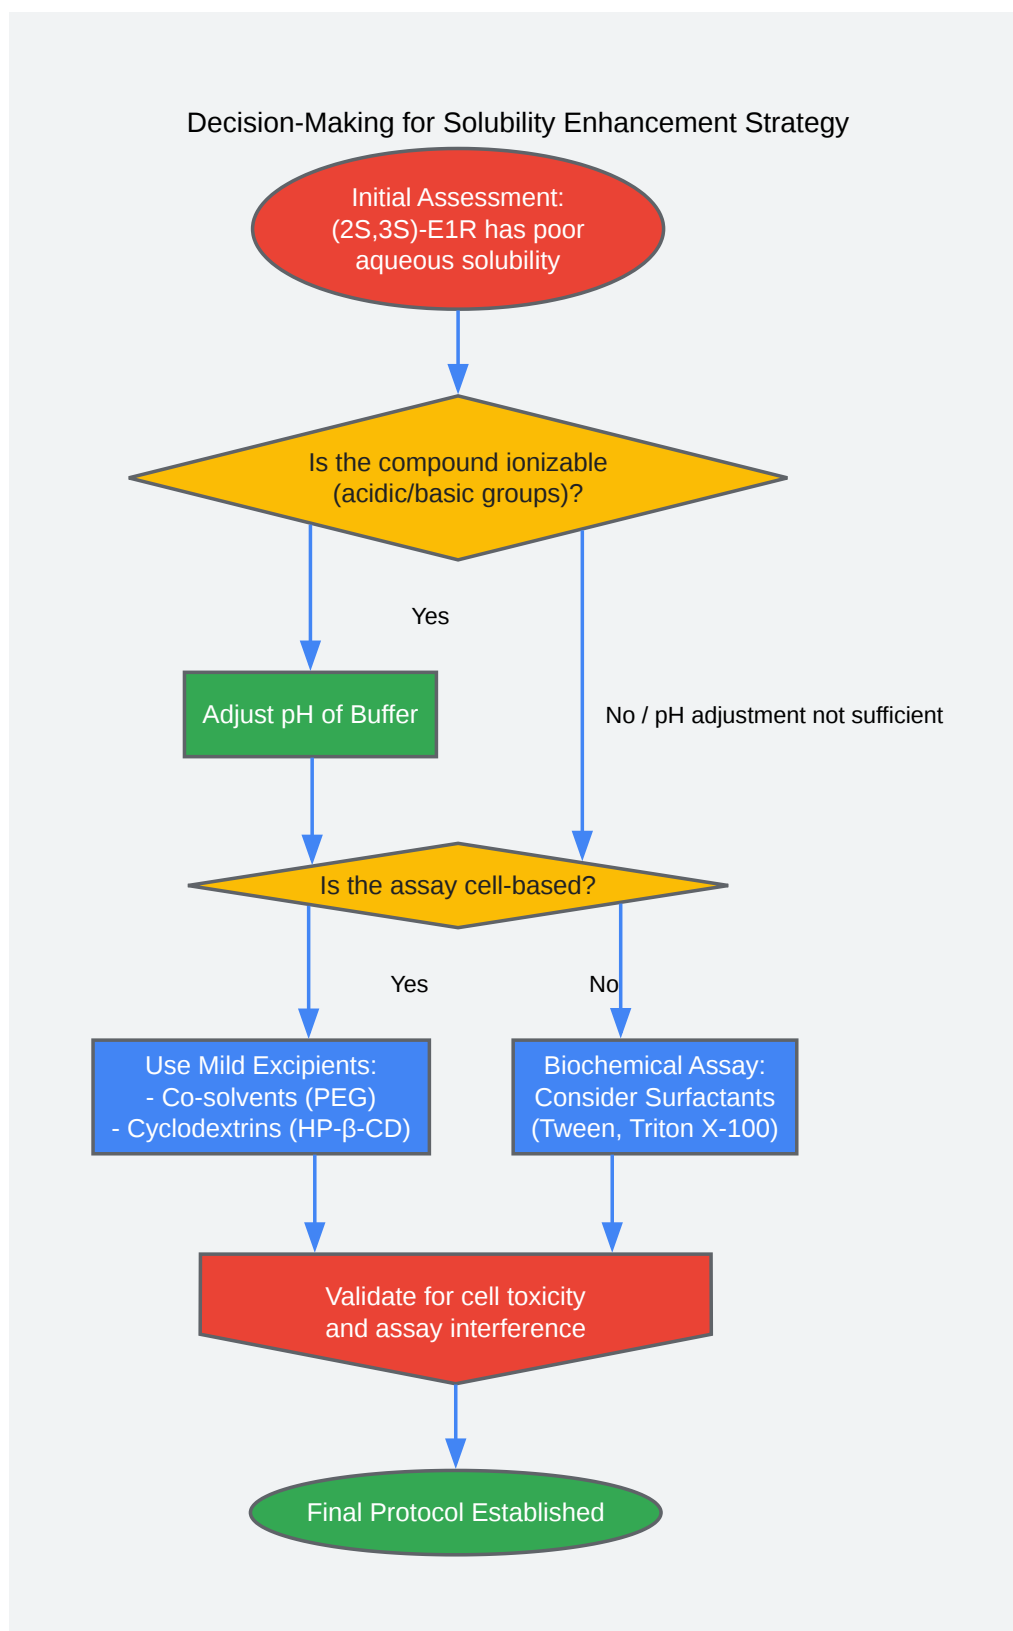 Decision-Making for Solubility Enhancement Strategy
Initial Assessment:
(2S,3S)-E1R has poor
aqueous solubility
Is the compound ionizable
(acidic/basic groups)?
Yes
Adjust pH of Buffer
No / pH adjustment not sufficient
Is the assay cell-based?
Yes
No
Use Mild Excipients:
- Co-solvents (PEG)
- Cyclodextrins (HP-β-CD)
Biochemical Assay:
Consider Surfactants
(Tween, Triton X-100)
Validate for cell toxicity
and assay interference
Final Protocol Established